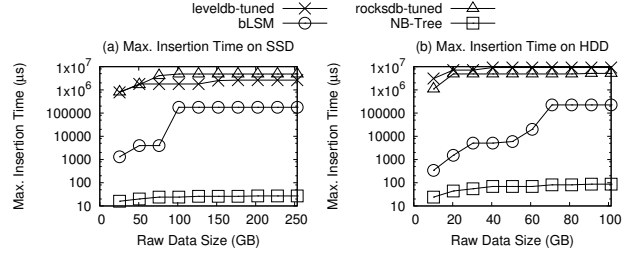 leveldb-tuned
rocksdb-tuned
bLSM
NB-Tree
(a) Max. Insertion Time on SSD
Max. Insertion Time (µs)
1x10⁷
1x10⁶
100000
10000
1000
100
10
0 50 100 150 200 250
Raw Data Size (GB)
(b) Max. Insertion Time on HDD
Max. Insertion Time (µs)
1x10⁷
1x10⁶
100000
10000
1000
100
10
0 20 40 60 80 100
Raw Data Size (GB)